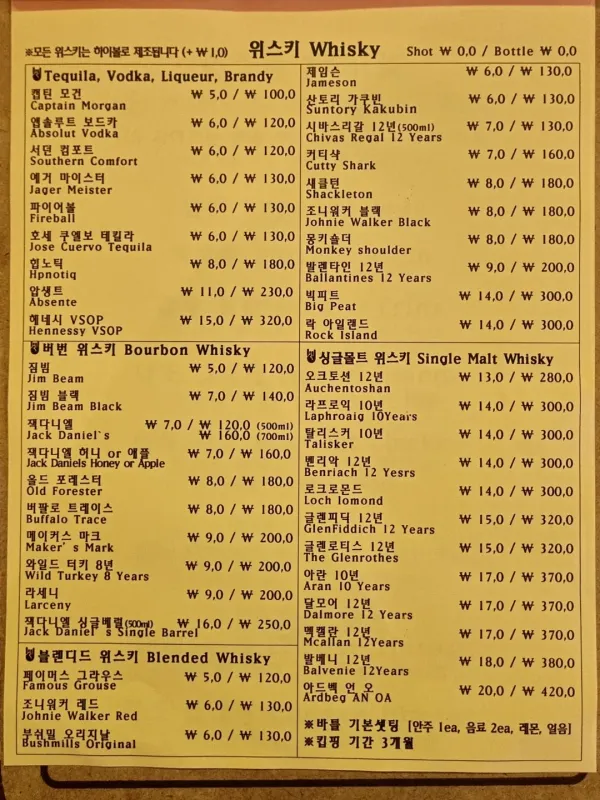 ※모든 위스키는 하이볼로 제조됩니다 (+ ₩ 1,0) 위스키 Whisky Shot ₩ 0,0 / Bottle ₩ 0,0
Tequila, Vodka, Liqueur, Brandy
캡틴 모건 ₩ 5,0 / ₩ 100,0
Captain Morgan
앱솔루트 보드카 ₩ 6,0 / ₩ 120,0
Absolut Vodka
서던 컴포트 ₩ 6,0 / ₩ 120,0
Southern Comfort
예거 마이스터 ₩ 6,0 / ₩ 130,0
Jager Meister
파이어볼 ₩ 6,0 / ₩ 130,0
Fireball
호세 쿠엘보 테킬라 ₩ 6,0 / ₩ 130,0
Jose Cuervo Tequila
힙노틱 ₩ 8,0 / ₩ 180,0
Hpnotiq
압생트 ₩ 11,0 / ₩ 230,0
Absente
헤네시 VSOP ₩ 15,0 / ₩ 320,0
Hennessy VSOP
버번 위스키 Bourbon Whisky
짐빔 ₩ 5,0 / ₩ 120,0
Jim Beam
짐빔 블랙 ₩ 7,0 / ₩ 140,0
Jim Beam Black
잭다니엘 ₩ 7,0 / ₩ 120,0 (500ml)
Jack Daniel`s ₩ 160,0 (700ml)
잭다니엘 허니 or 애플 ₩ 7,0 / ₩ 160,0
Jack Daniels Honey or Apple
올드 포레스터 ₩ 8,0 / ₩ 180,0
Old Forester
버팔로 트레이스 ₩ 8,0 / ₩ 180,0
Buffalo Trace
메이커스 마크 ₩ 9,0 / ₩ 200,0
Maker’s Mark
와일드 터키 8년 ₩ 9,0 / ₩ 200,0
Wild Turkey 8 Years
라세니 ₩ 9,0 / ₩ 200,0
Larceny
잭다니엘 싱글베럴(500ml) ₩ 16,0 / ₩ 250,0
Jack Daniel`s Single Barrel
블렌디드 위스키 Blended Whisky
페이머스 그라우스 ₩ 5,0 / ₩ 120,0
Famous Grouse
조니워커 레드 ₩ 6,0 / ₩ 130,0
Johnie Walker Red
부쉬밀 오리지날 ₩ 6,0 / ₩ 130,0
Bushmills Original
제임슨 ₩ 6,0 / ₩ 130,0
Jameson
산토리 가쿠빈 ₩ 6,0 / ₩ 130,0
Suntory Kakubin
시바스리갈 12년(500ml) ₩ 7,0 / ₩ 130,0
Chivas Regal 12 Years
커티샥 ₩ 7,0 / ₩ 160,0
Cutty Shark
섀클턴 ₩ 8,0 / ₩ 180,0
Shackleton
조니워커 블랙 ₩ 8,0 / ₩ 180,0
Johnie Walker Black
몽키숄더 ₩ 8,0 / ₩ 180,0
Monkey shoulder
발렌타인 12년 ₩ 9,0 / ₩ 200,0
Ballantines 12 Years
빅피트 ₩ 14,0 / ₩ 300,0
Big Peat
락 아일랜드 ₩ 14,0 / ₩ 300,0
Rock Island
싱글몰트 위스키 Single Malt Whisky
오크토션 12년 ₩ 13,0 / ₩ 280,0
Auchentoshan
라프로익 10년 ₩ 14,0 / ₩ 300,0
Laphroaig 10Years
탈리스커 10년 ₩ 14,0 / ₩ 300,0
Talisker
벤리악 12년 ₩ 14,0 / ₩ 300,0
Benriach 12 Yesrs
로크로몬드 ₩ 14,0 / ₩ 300,0
Loch lomond
글렌피딕 12년 ₩ 15,0 / ₩ 320,0
GlenFiddich 12 Years
글렌로티스 12년 ₩ 15,0 / ₩ 320,0
The Glenrothes
아란 10년 ₩ 17,0 / ₩ 370,0
Aran 10 Years
달모어 12년 ₩ 17,0 / ₩ 370,0
Dalmore 12 Years
맥켈란 12년 ₩ 17,0 / ₩ 370,0
Mcallan 12Years
발베니 12년 ₩ 18,0 / ₩ 380,0
Balvenie 12Years
아드벡 언 오 ₩ 20,0 / ₩ 420,0
Ardbeg AN OA
※바틀 기본셋팅 [안주 1ea, 음료 2ea, 레몬, 얼음]
※킵핑 기간 3개월